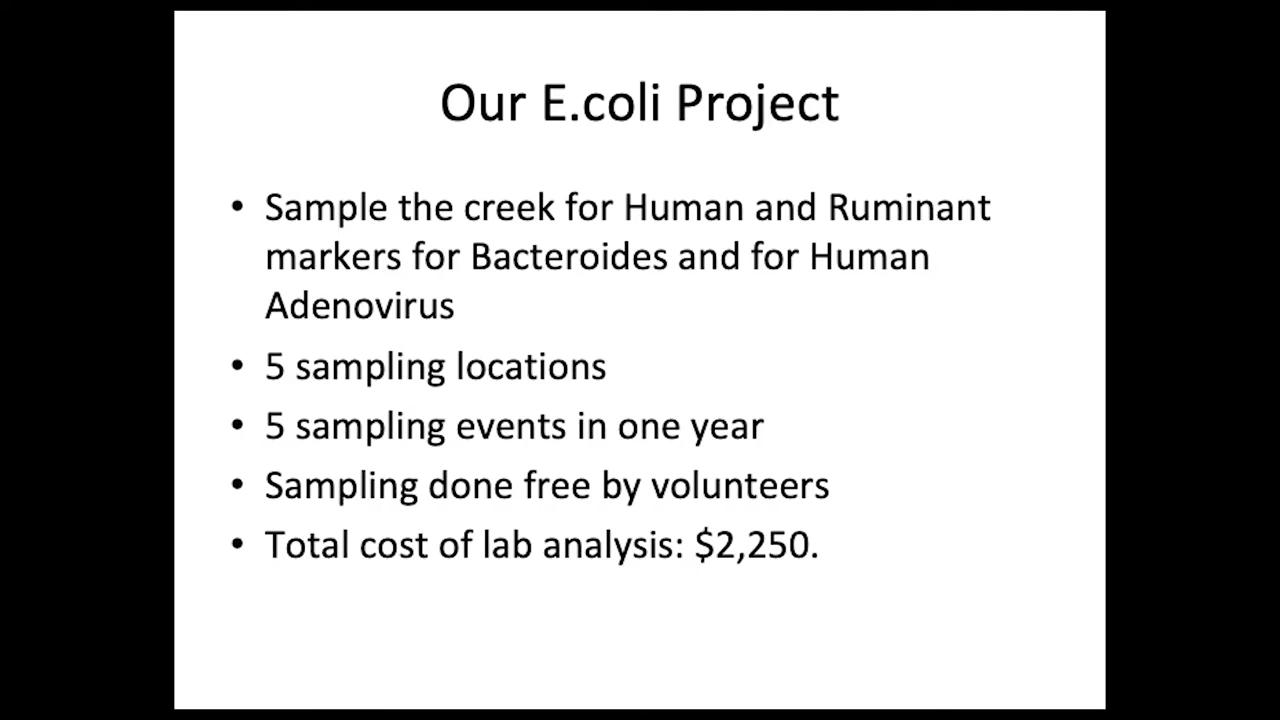 Our E.coli Project
• Sample the creek for Human and Ruminant
markers for Bacteroides and for Human
Adenovirus
• 5 sampling locations
• 5 sampling events in one year
• Sampling done free by volunteers
• Total cost of lab analysis: $2,250.